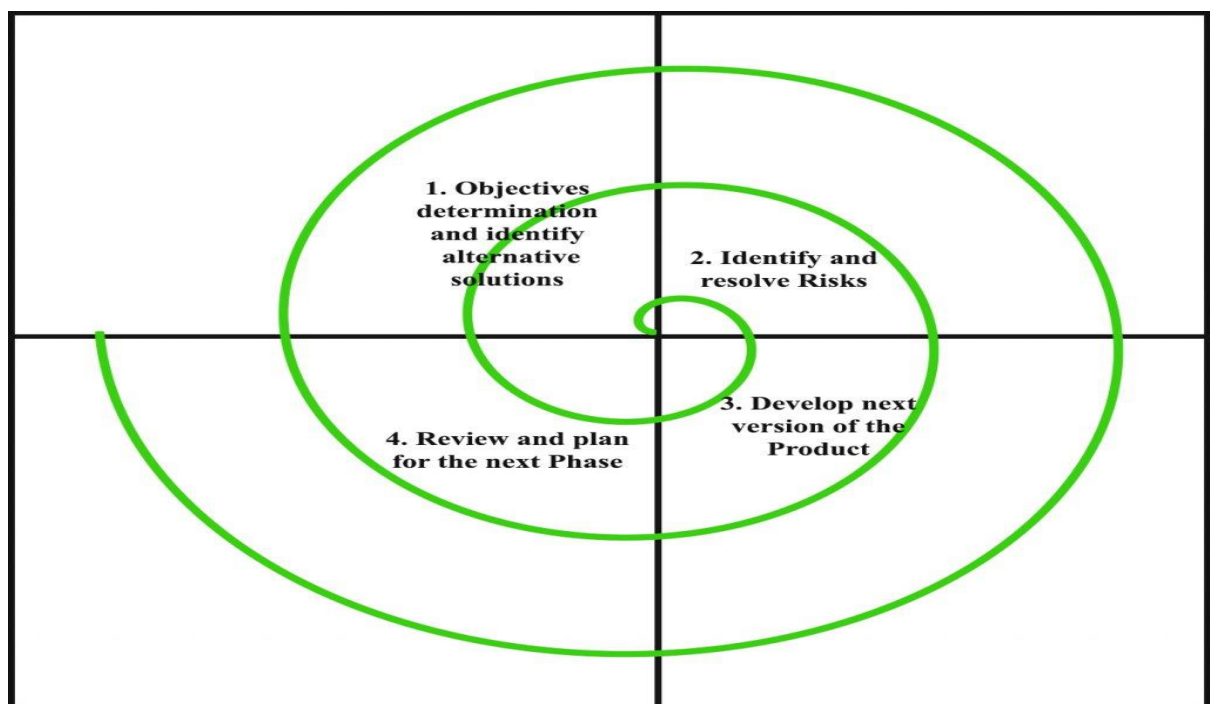 1. Objectives
determination
and identify
alternative
solutions
2. Identify and
resolve Risks
3. Develop next
version of the
Product
4. Review and plan
for the next Phase